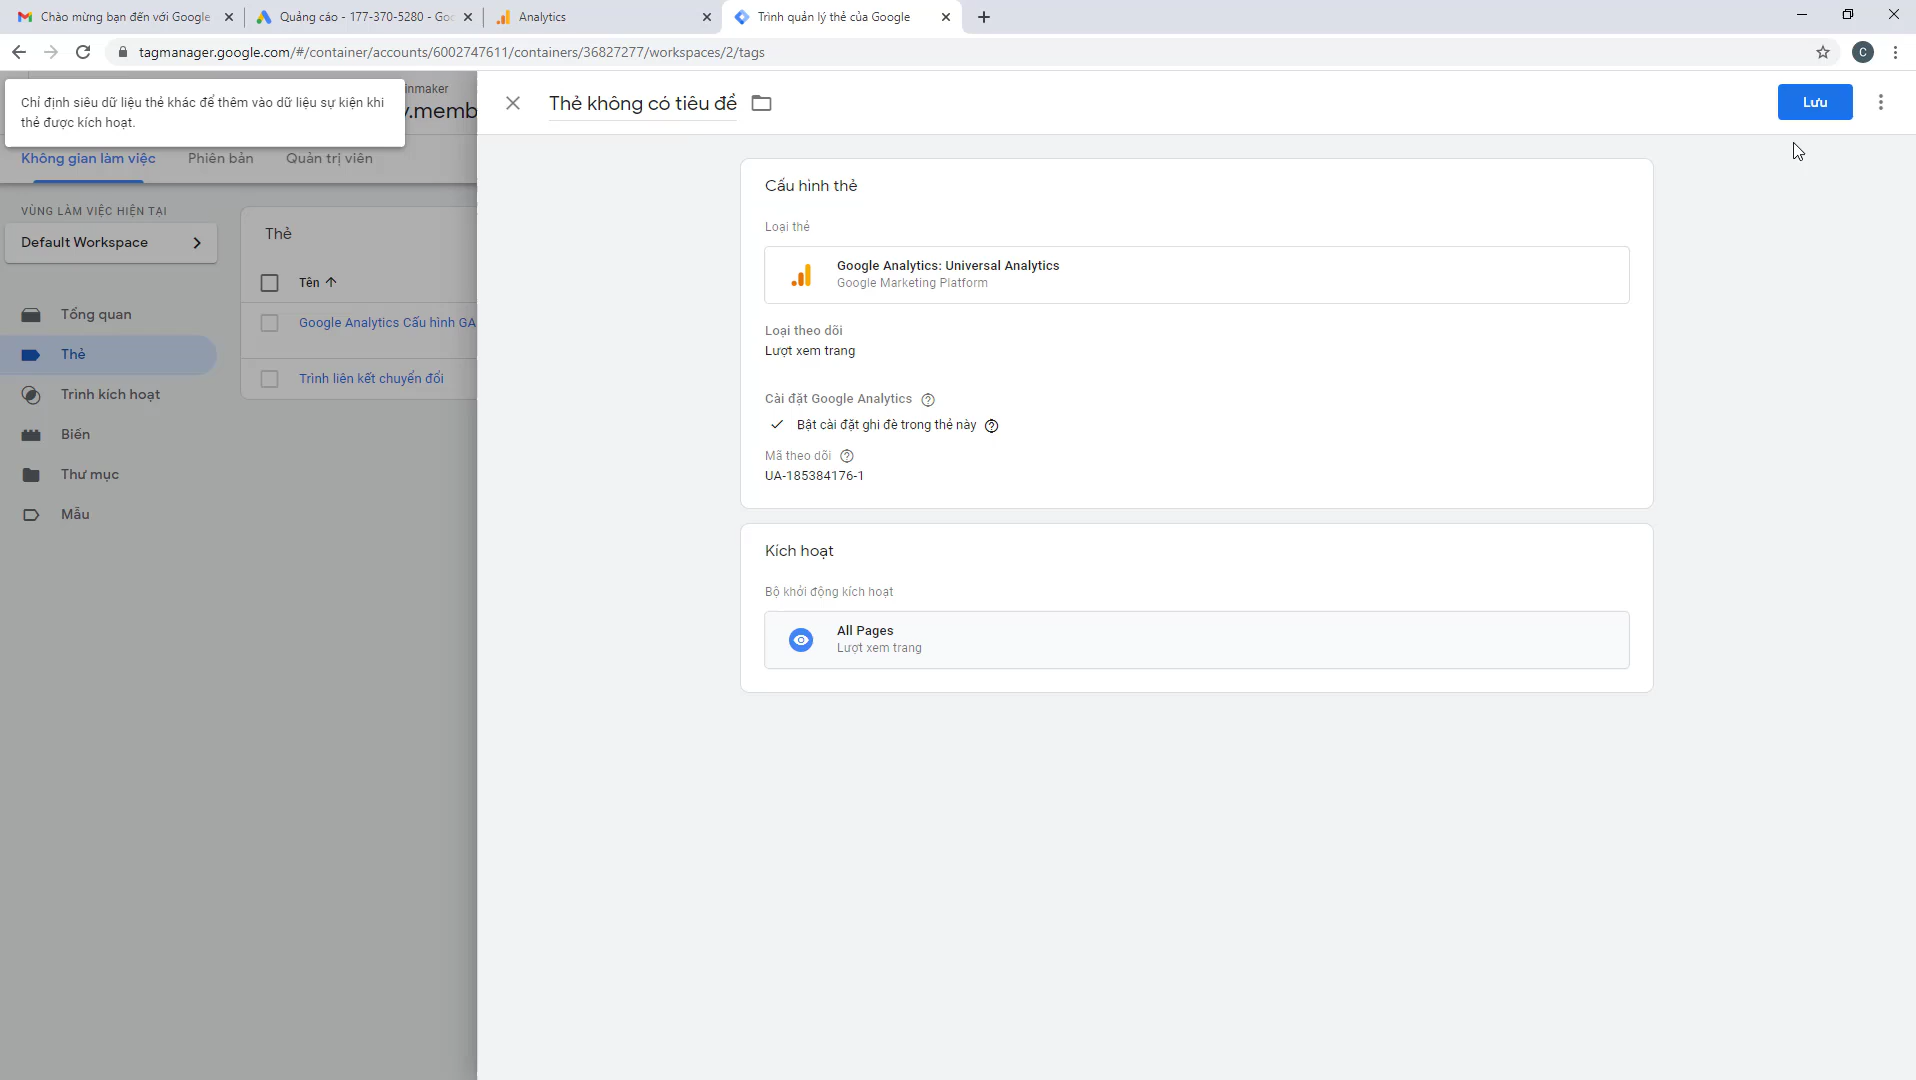 Chào mừng bạn đến với Google
Quảng cáo - 177-370-5280 - Goo
Analytics
Trình quản lý thẻ của Google
tagmanager.google.com/#/container/accounts/6002747611/containers/36827277/workspaces/2/tags
C
Chỉ định siêu dữ liệu thẻ khác để thêm vào dữ liệu sự kiện khi
thẻ được kích hoạt.
inmaker
y.memb
Thẻ không có tiêu đề
Lưu
Không gian làm việc
Phiên bản
Quản trị viên
VÙNG LÀM VIỆC HIỆN TẠI
Default Workspace
Tổng quan
Thẻ
Trình kích hoạt
Biến
Thư mục
Mẫu
Thẻ
Tên
Google Analytics Cấu hình GA
Trình liên kết chuyển đổi
Cấu hình thẻ
Loại thẻ
Google Analytics: Universal Analytics
Google Marketing Platform
Loại theo dõi
Lượt xem trang
Cài đặt Google Analytics
Bật cài đặt ghi đè trong thẻ này
Mã theo dõi
UA-185384176-1
Kích hoạt
Bộ khởi động kích hoạt
All Pages
Lượt xem trang